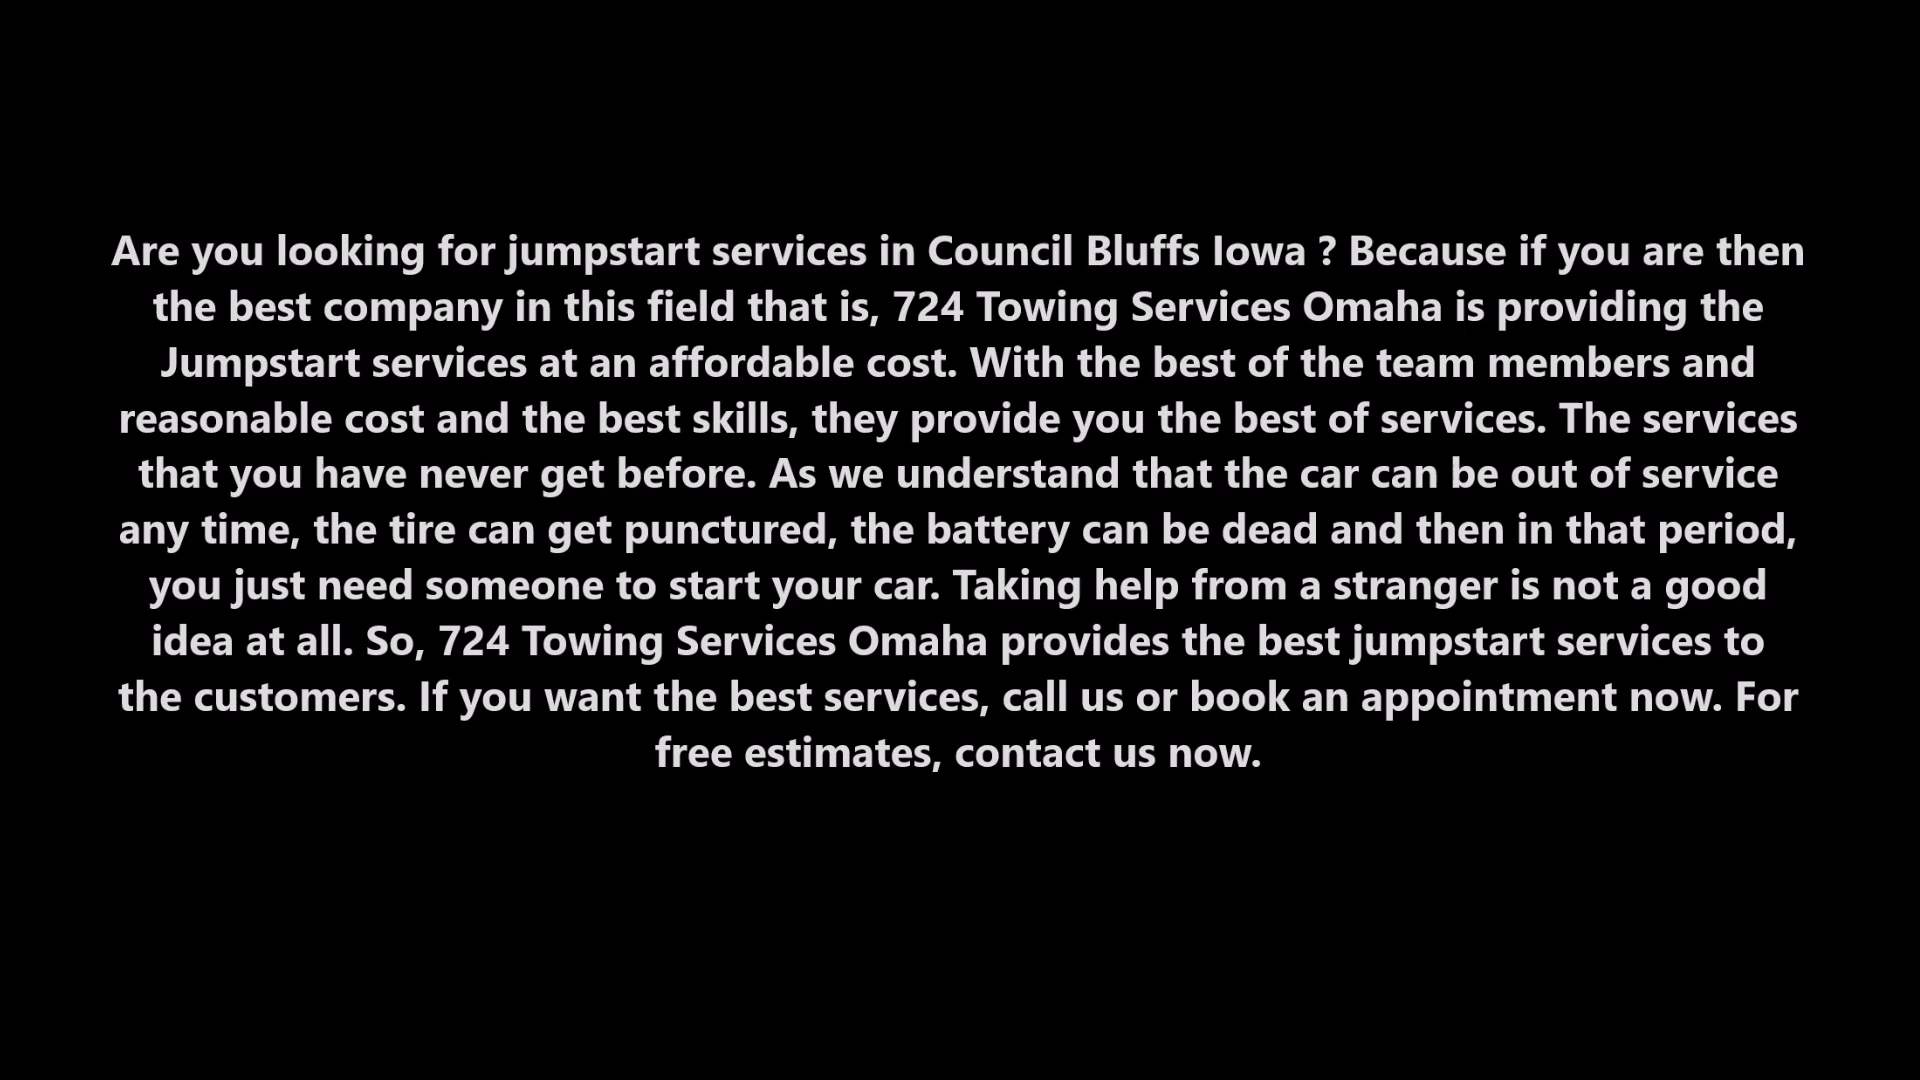 Are you looking for jumpstart services in Council Bluffs Iowa ? Because if you are then
the best company in this field that is, 724 Towing Services Omaha is providing the
Jumpstart services at an affordable cost. With the best of the team members and
reasonable cost and the best skills, they provide you the best of services. The services
that you have never get before. As we understand that the car can be out of service
any time, the tire can get punctured, the battery can be dead and then in that period,
you just need someone to start your car. Taking help from a stranger is not a good
idea at all. So, 724 Towing Services Omaha provides the best jumpstart services to
the customers. If you want the best services, call us or book an appointment now. For
free estimates, contact us now.